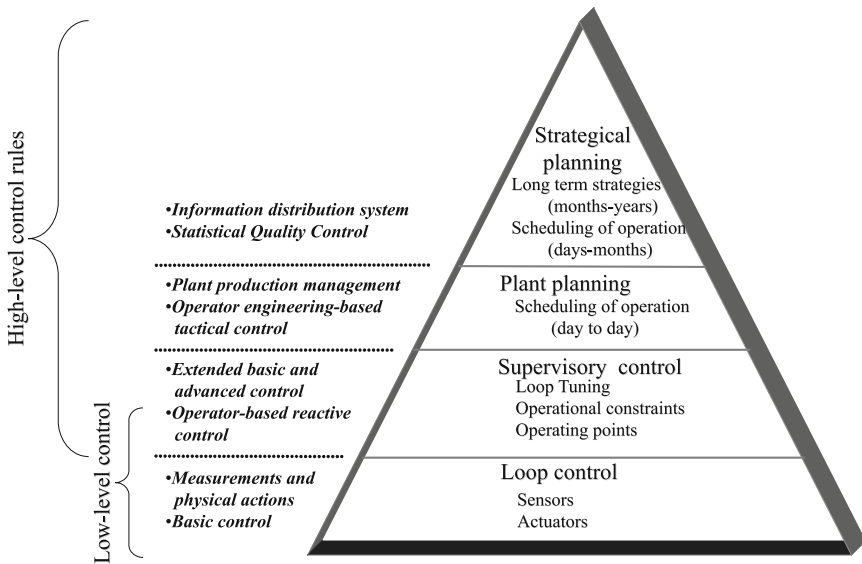 High-level control rules
Low-level control
•Information distribution system
•Statistical Quality Control
•Plant production management
•Operator engineering-based
tactical control
•Extended basic and
advanced control
•Operator-based reactive
control
•Measurements and
physical actions
•Basic control
Strategical
planning
Long term strategies
(months-years)
Scheduling of operation
(days-months)
Plant planning
Scheduling of operation
(day to day)
Supervisory control
Loop Tuning
Operational constraints
Operating points
Loop control
Sensors
Actuators